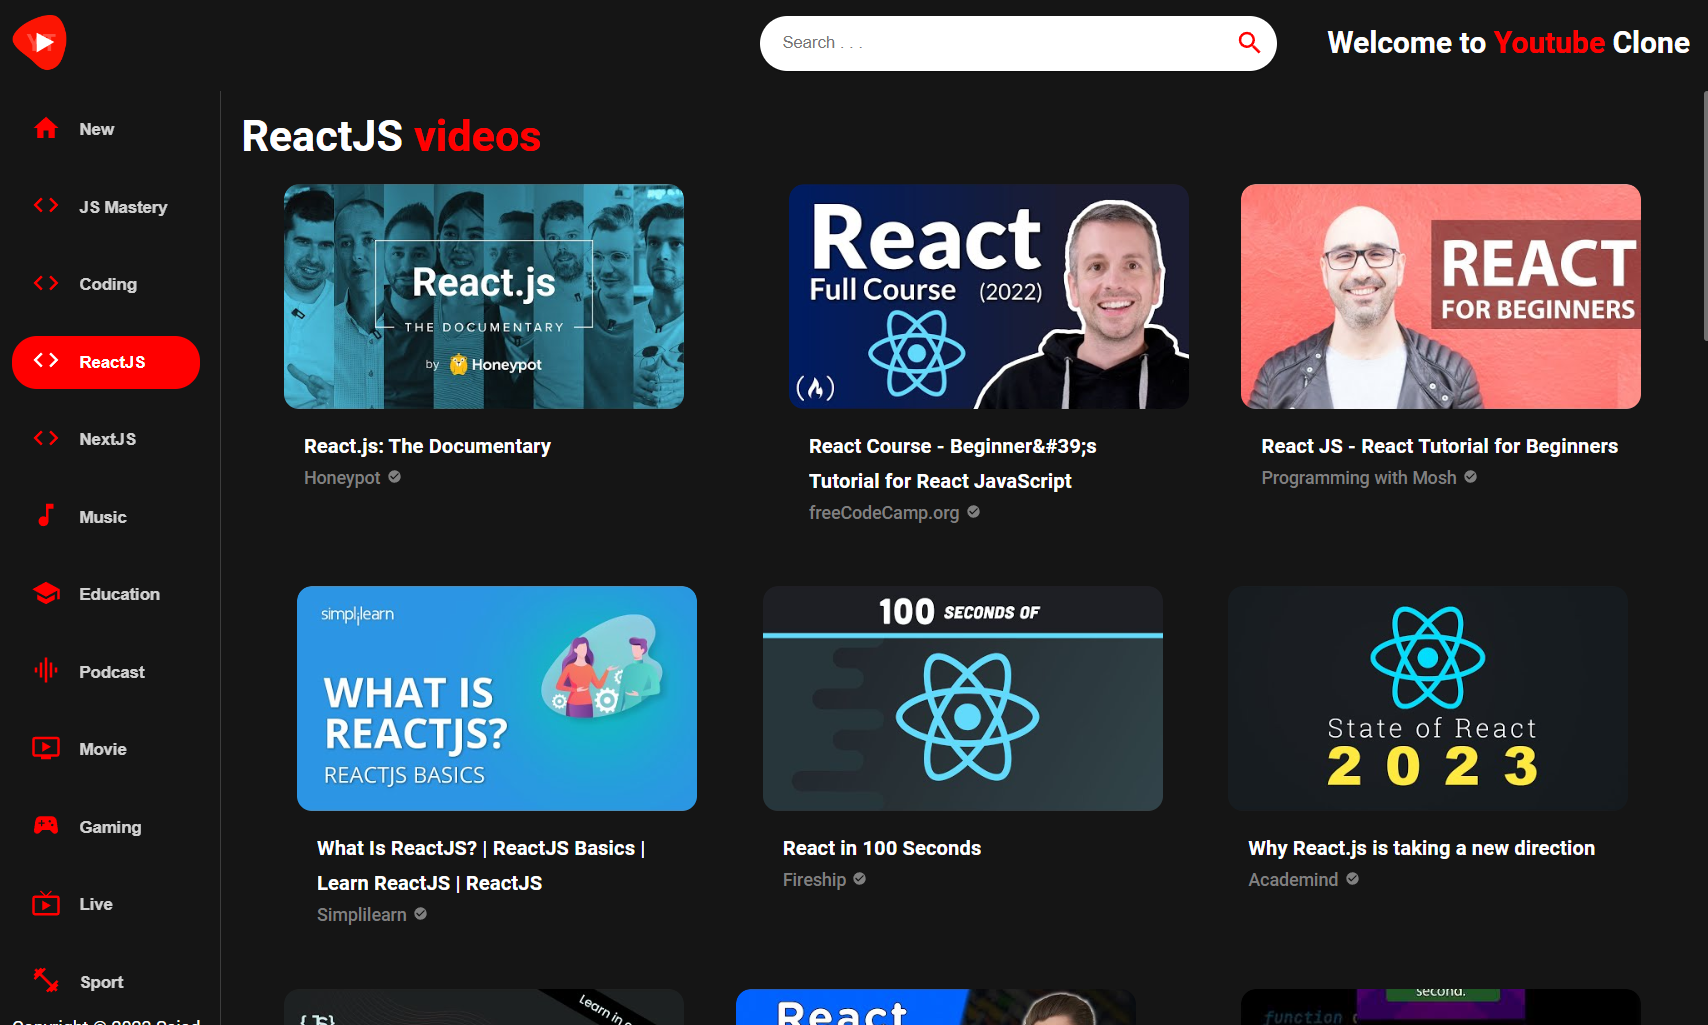 YT
Search . . .
Welcome to Youtube Clone
New
JS Mastery
Coding
ReactJS
NextJS
Music
Education
Podcast
Movie
Gaming
Live
Sport
ReactJS videos
React.js
THE DOCUMENTARY
by Honeypot
React.js: The Documentary
Honeypot
React
Full Course (2022)
React Course - Beginner&#39;s
Tutorial for React JavaScript
freeCodeCamp.org
REACT
FOR BEGINNERS
React JS - React Tutorial for Beginners
Programming with Mosh
simplilearn
WHAT IS
REACTJS?
REACTJS BASICS
What Is ReactJS? | ReactJS Basics |
Learn ReactJS | ReactJS
Simplilearn
100 SECONDS OF
React in 100 Seconds
Fireship
State of React
2023
Why React.js is taking a new direction
Academind
{JS}
Learn in
React
second.
function
Copyright © 2022 Sajad